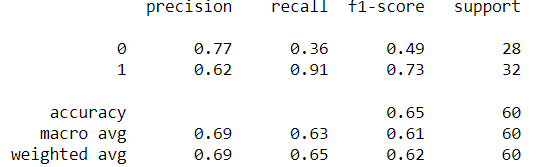 precision recall f1-score support
0 0.77 0.36 0.49 28
1 0.62 0.91 0.73 32
accuracy 0.65 60
macro avg 0.69 0.63 0.61 60
weighted avg 0.69 0.65 0.62 60